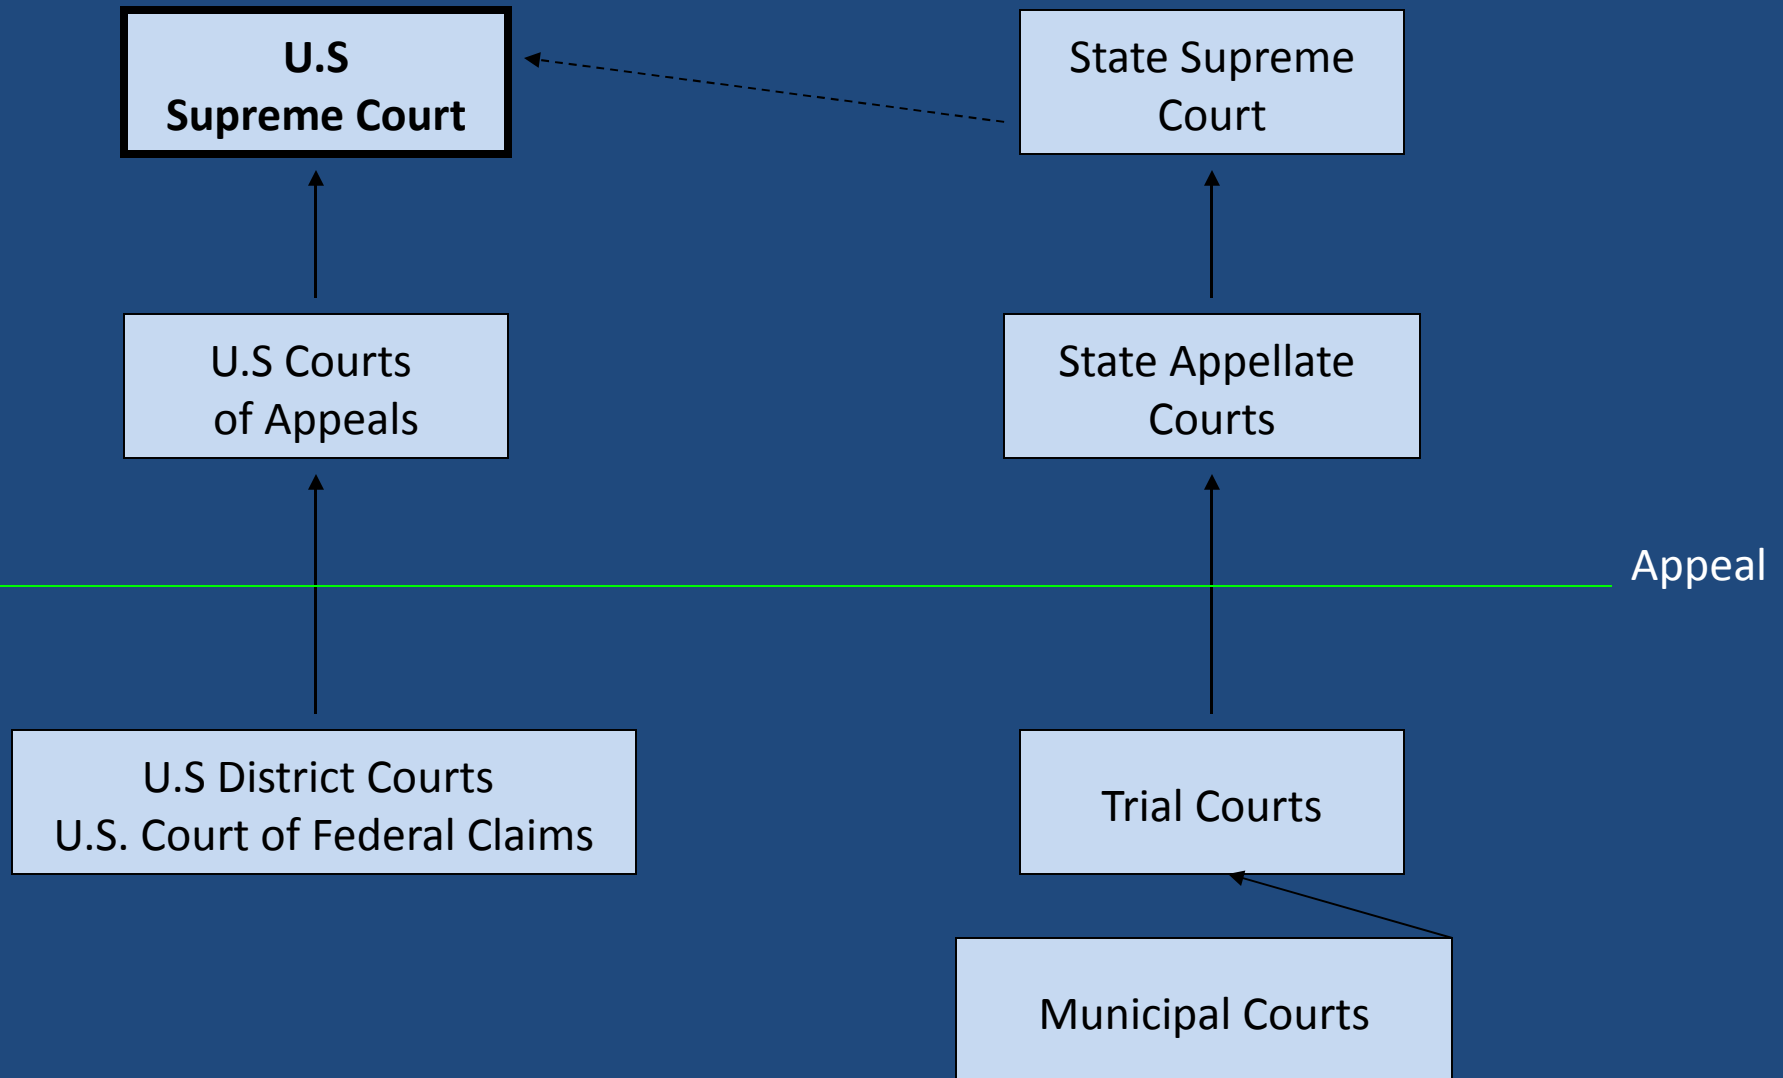 U.S
Supreme Court
State Supreme
Court
U.S Courts
of Appeals
State Appellate
Courts
Appeal
U.S District Courts
U.S. Court of Federal Claims
Trial Courts
Municipal Courts